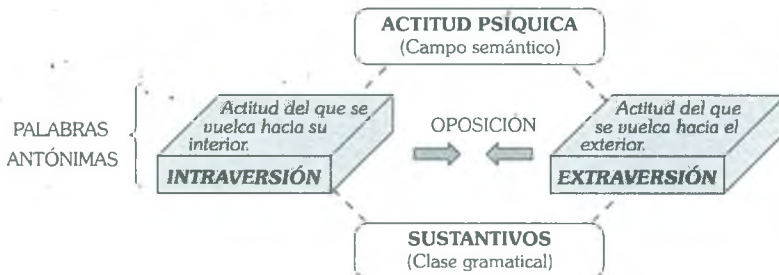 ACTITUD PSÍQUICA
(Campo semántico)
PALABRAS
ANTÓNIMAS
Actitud del que se
vuelca hacia su
interior.
INTRAVERSIÓN
OPOSICIÓN
Actitud del que
se vuelca hacia el
exterior.
EXTRAVERSIÓN
SUSTANTIVOS
(Clase gramatical)